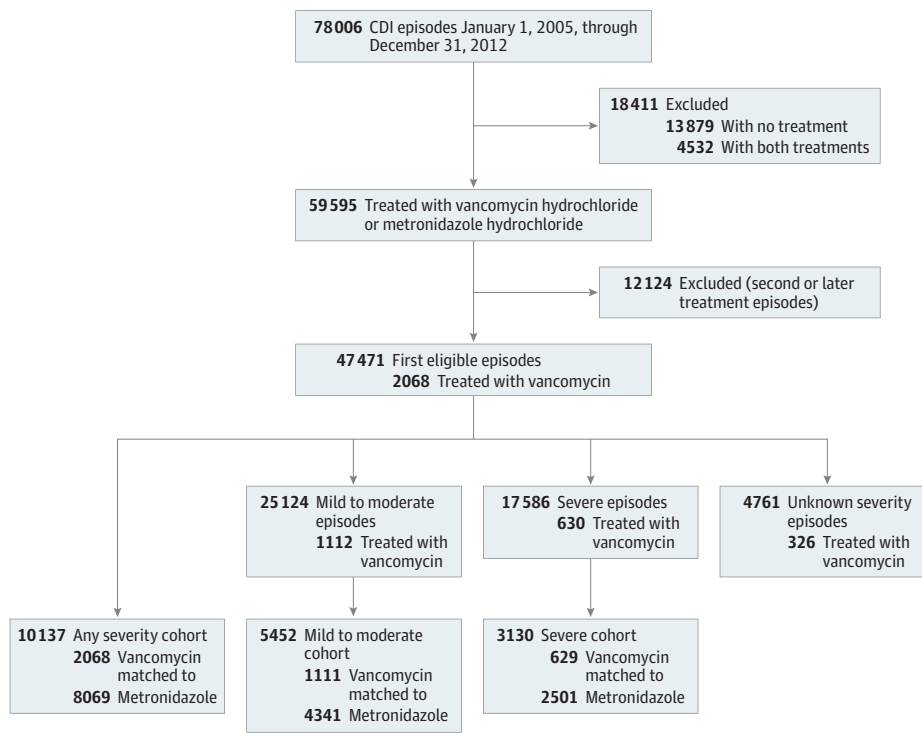 78006 CDI episodes January 1, 2005, through
December 31, 2012
18411 Excluded
13879 With no treatment
4532 With both treatments
59595 Treated with vancomycin hydrochloride
or metronidazole hydrochloride
12124 Excluded (second or later
treatment episodes)
47471 First eligible episodes
2068 Treated with vancomycin
25124 Mild to moderate
episodes
1112 Treated with
vancomycin
17586 Severe episodes
630 Treated with
vancomycin
4761 Unknown severity
episodes
326 Treated with
vancomycin
10137 Any severity cohort
2068 Vancomycin
matched to
8069 Metronidazole
5452 Mild to moderate
cohort
1111 Vancomycin
matched to
4341 Metronidazole
3130 Severe cohort
629 Vancomycin
matched to
2501 Metronidazole